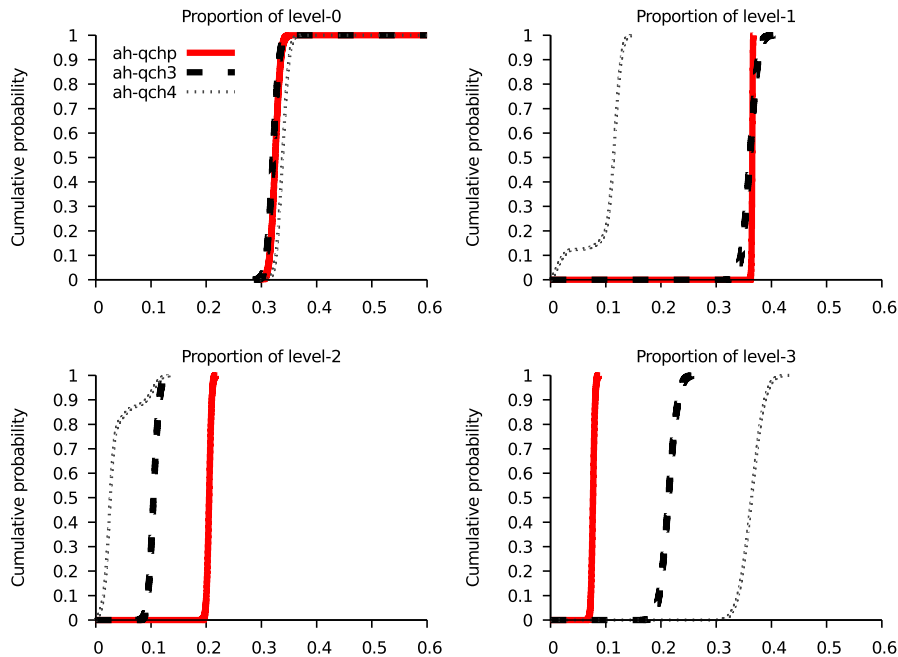 Proportion of level-0
Cumulative probability
1
0.9
0.8
0.7
0.6
0.5
0.4
0.3
0.2
0.1
0
0 0.1 0.2 0.3 0.4 0.5 0.6
ah-qchp
ah-qch3
ah-qch4
Proportion of level-1
Cumulative probability
1
0.9
0.8
0.7
0.6
0.5
0.4
0.3
0.2
0.1
0
0 0.1 0.2 0.3 0.4 0.5 0.6
Proportion of level-2
Cumulative probability
1
0.9
0.8
0.7
0.6
0.5
0.4
0.3
0.2
0.1
0
0 0.1 0.2 0.3 0.4 0.5 0.6
Proportion of level-3
Cumulative probability
1
0.9
0.8
0.7
0.6
0.5
0.4
0.3
0.2
0.1
0
0 0.1 0.2 0.3 0.4 0.5 0.6